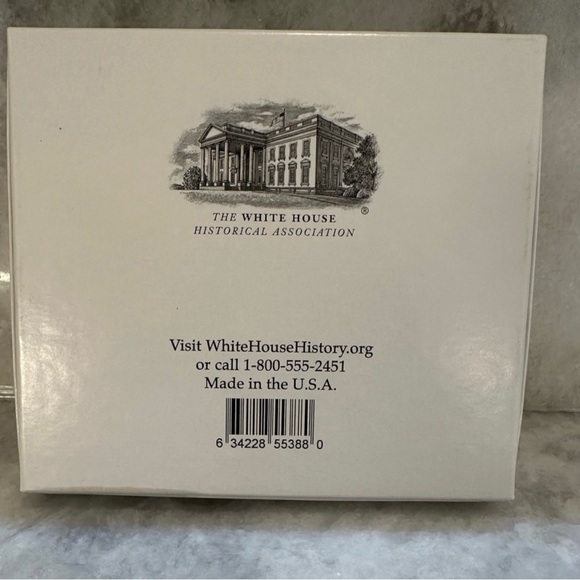 ®
THE WHITE HOUSE
HISTORICAL ASSOCIATION
Visit WhiteHouseHistory.org
or call 1-800-555-2451
Made in the U.S.A.
6 34228 55388 0